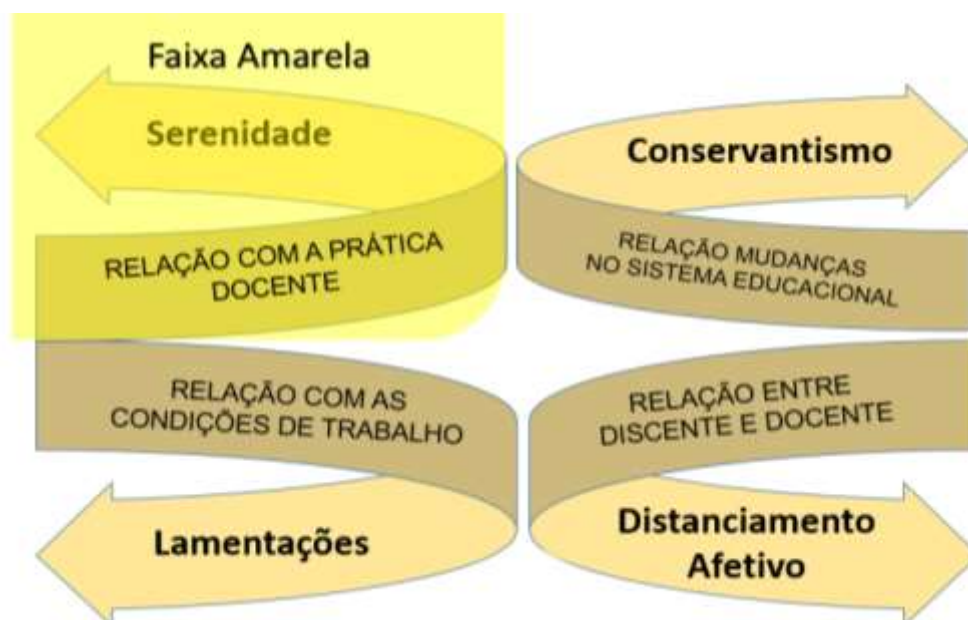 Faixa Amarela
Serenidade
RELAÇÃO COM A PRÁTICA
DOCENTE
Conservantismo
RELAÇÃO MUDANÇAS
NO SISTEMA EDUCACIONAL
RELAÇÃO COM AS
CONDIÇÕES DE TRABALHO
Lamentações
RELAÇÃO ENTRE
DISCENTE E DOCENTE
Distanciamento
Afetivo